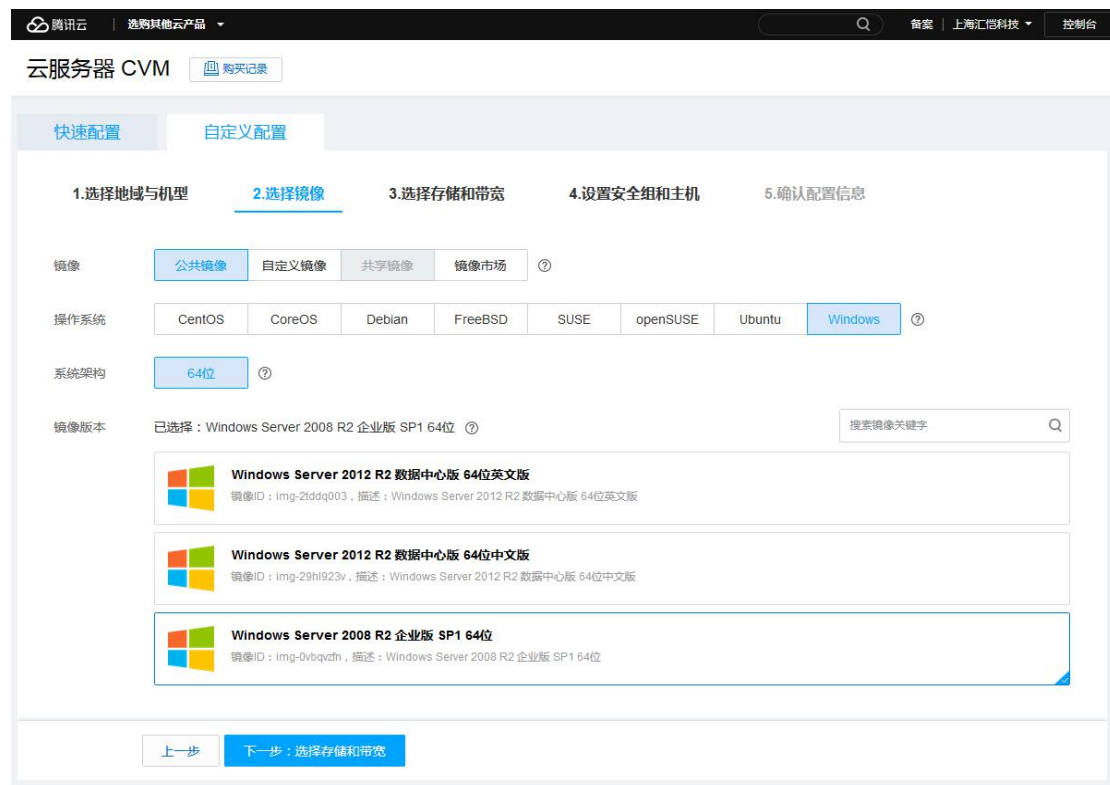 腾讯云 选购其他云产品 备案 上海汇恺科技 控制台
云服务器 CVM 购买记录
快速配置 自定义配置
1.选择地域与机型 2.选择镜像 3.选择存储和带宽 4.设置安全组和主机 5.确认配置信息
镜像 公共镜像 自定义镜像 共享镜像 镜像市场 ?
操作系统 CentOS CoreOS Debian FreeBSD SUSE openSUSE Ubuntu Windows ?
系统架构 64位 ?
镜像版本 已选择：Windows Server 2008 R2 企业版 SP1 64位 ? 搜索镜像关键字
Windows Server 2012 R2 数据中心版 64位英文版
镜像ID：img-2tddq003，描述：Windows Server 2012 R2 数据中心版 64位英文版
Windows Server 2012 R2 数据中心版 64位中文版
镜像ID：img-29hl923v，描述：Windows Server 2012 R2 数据中心版 64位中文版
Windows Server 2008 R2 企业版 SP1 64位
镜像ID：img-0vbqvzfn，描述：Windows Server 2008 R2 企业版 SP1 64位
上一步 下一步：选择存储和带宽